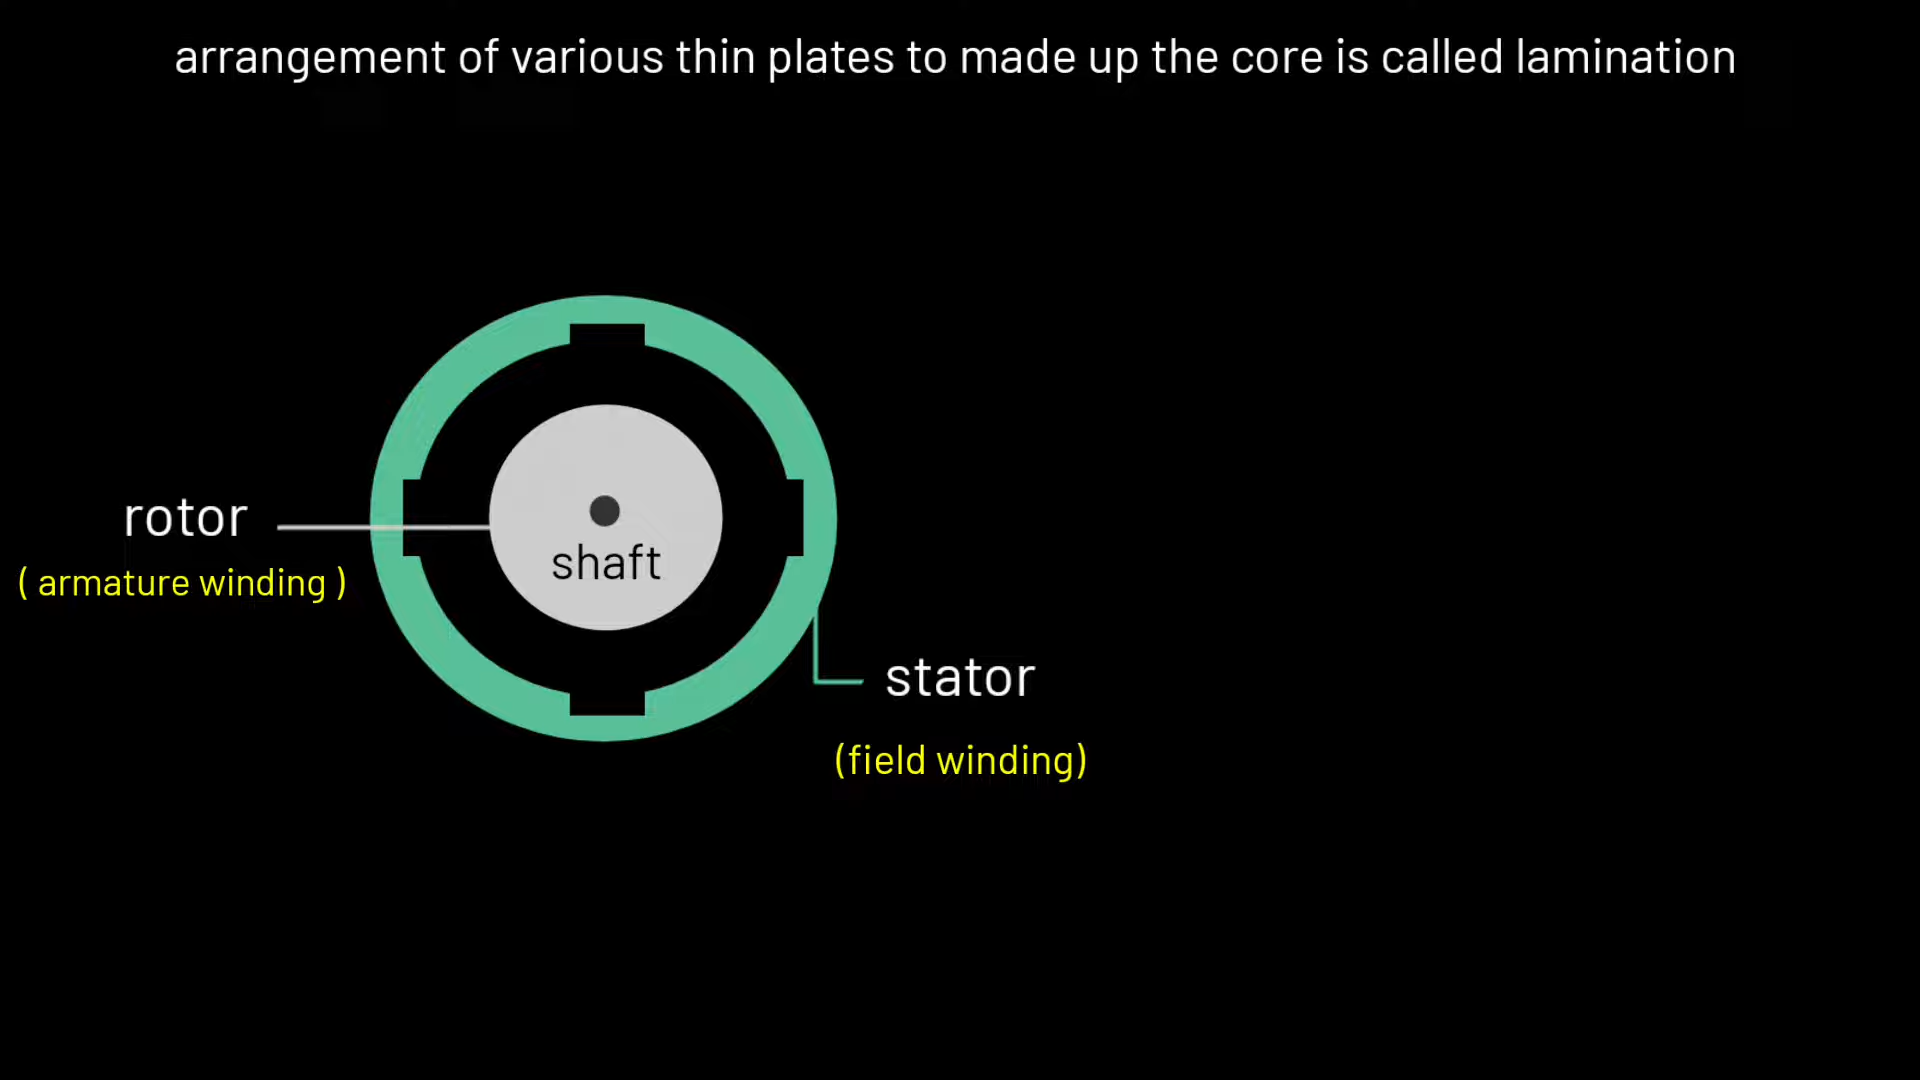 arrangement of various thin plates to made up the core is called lamination
rotor
( armature winding )
shaft
stator
(field winding)